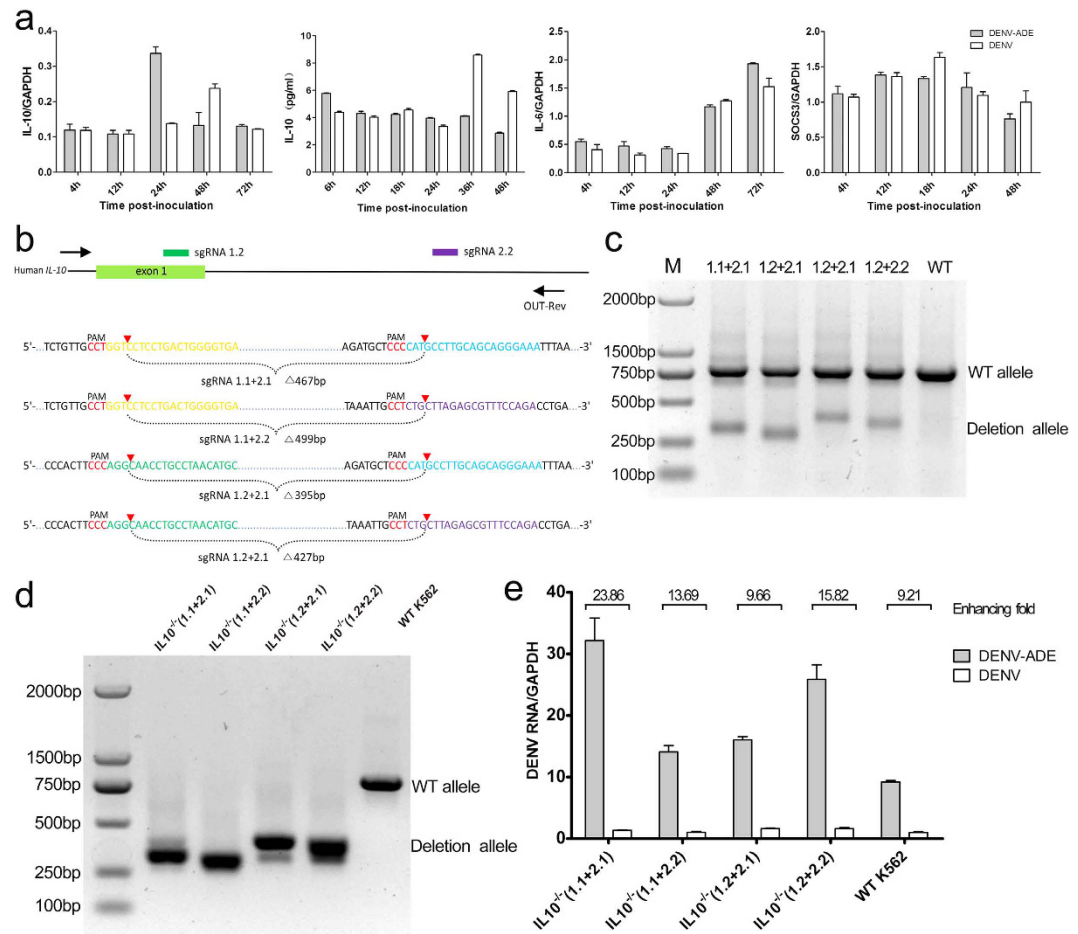 a
IL-10/GAPDH
0.4
0.3
0.2
0.1
0.0
4h 12h 24h 48h 72h
Time post-inoculation
IL-10 (pg/ml)
10
8
6
4
2
0
6h 12h 18h 24h 36h 48h
Time post-inoculation
IL-6/GAPDH
2.5
2.0
1.5
1.0
0.5
0.0
4h 12h 24h 48h 72h
Time post-inoculation
SOCS3/GAPDH
2.0
1.5
1.0
0.5
0.0
4h 12h 18h 24h 48h
Time post-inoculation
DENV-ADE
DENV
b
sgRNA 1.2
sgRNA 2.2
Human IL-10
exon 1
OUT-Rev
PAM PAM
5'-...TCTGTTGCCTGGTCCTCCTGACTGGGGTGA AGATGCTCCCCATGCCTTGCAGCAGGGAAATTTAA...-3'
sgRNA 1.1+2.1 △467bp
PAM PAM
5'-...TCTGTTGCCTGGTCCTCCTGACTGGGGTGA TAAATTGCCTCTGCTTAGAGCGTTTCCAGACCTGA...-3'
sgRNA 1.1+2.2 △499bp
PAM PAM
5'-...CCCACTTCCCAGGCAACCTGCCTAACATGC AGATGCTCCCCATGCCTTGCAGCAGGGAAATTTAA...-3'
sgRNA 1.2+2.1 △395bp
PAM PAM
5'-...CCCACTTCCCAGGCAACCTGCCTAACATGC TAAATTGCCTCTGCTTAGAGCGTTTCCAGACCTGA...-3'
sgRNA 1.2+2.1 △427bp
c
M 1.1+2.1 1.2+2.1 1.2+2.1 1.2+2.2 WT
2000bp
1500bp
750bp
500bp
250bp
100bp
WT allele
Deletion allele
d
IL10⁻/⁻(1.1+2.1)
IL10⁻/⁻(1.1+2.2)
IL10⁻/⁻(1.2+2.1)
IL10⁻/⁻(1.2+2.2)
WT K562
2000bp
1500bp
750bp
500bp
250bp
100bp
WT allele
Deletion allele
e
DENV RNA/GAPDH
40
30
20
10
0
23.86 13.69 9.66 15.82 9.21
Enhancing fold
DENV-ADE
DENV
IL10⁻/⁻(1.1+2.1)
IL10⁻/⁻(1.1+2.2)
IL10⁻/⁻(1.2+2.1)
IL10⁻/⁻(1.2+2.2)
WT K562